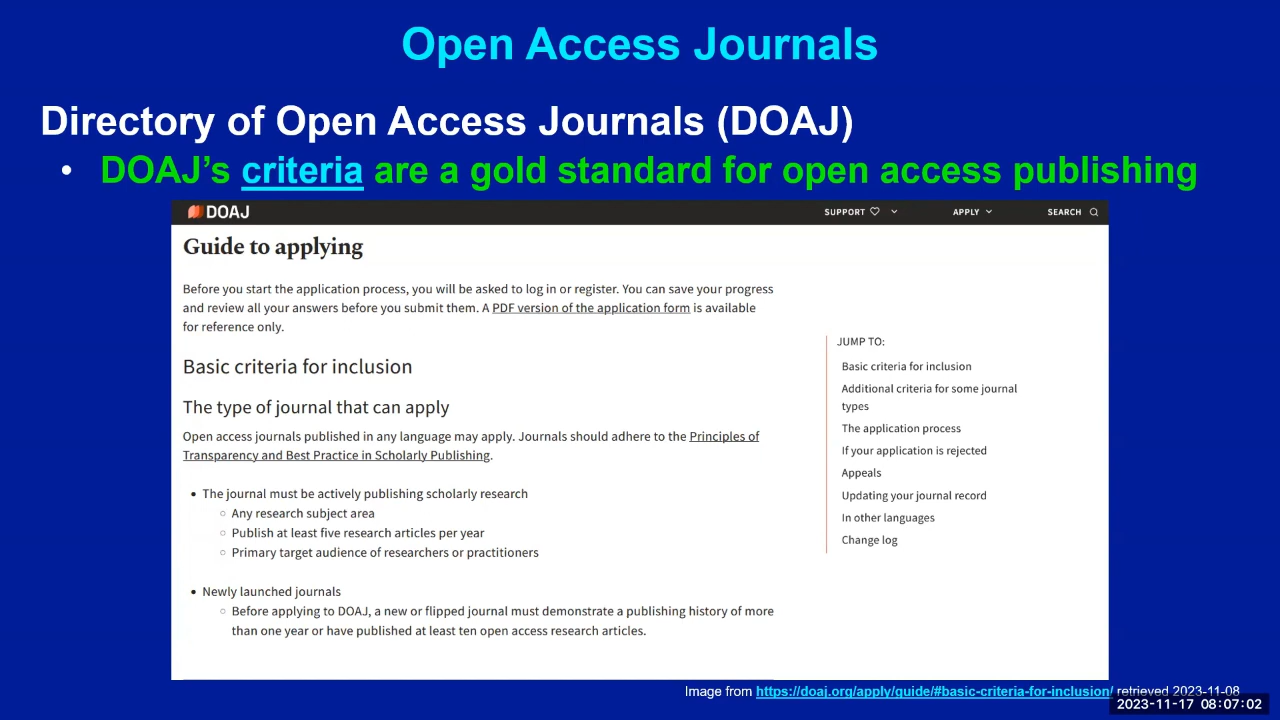 Open Access Journals
Directory of Open Access Journals (DOAJ)
• DOAJ’s criteria are a gold standard for open access publishing
DOAJ
SUPPORT
APPLY
SEARCH
Guide to applying
Before you start the application process, you will be asked to log in or register. You can save your progress
and review all your answers before you submit them. A PDF version of the application form is available
for reference only.
Basic criteria for inclusion
The type of journal that can apply
Open access journals published in any language may apply. Journals should adhere to the Principles of
Transparency and Best Practice in Scholarly Publishing.
• The journal must be actively publishing scholarly research
○ Any research subject area
○ Publish at least five research articles per year
○ Primary target audience of researchers or practitioners
• Newly launched journals
○ Before applying to DOAJ, a new or flipped journal must demonstrate a publishing history of more
than one year or have published at least ten open access research articles.
JUMP TO:
Basic criteria for inclusion
Additional criteria for some journal
types
The application process
If your application is rejected
Appeals
Updating your journal record
In other languages
Change log
Image from https://doaj.org/apply/guide/#basic-criteria-for-inclusion/ retrieved 2023-11-08
2023-11-17 08:07:02